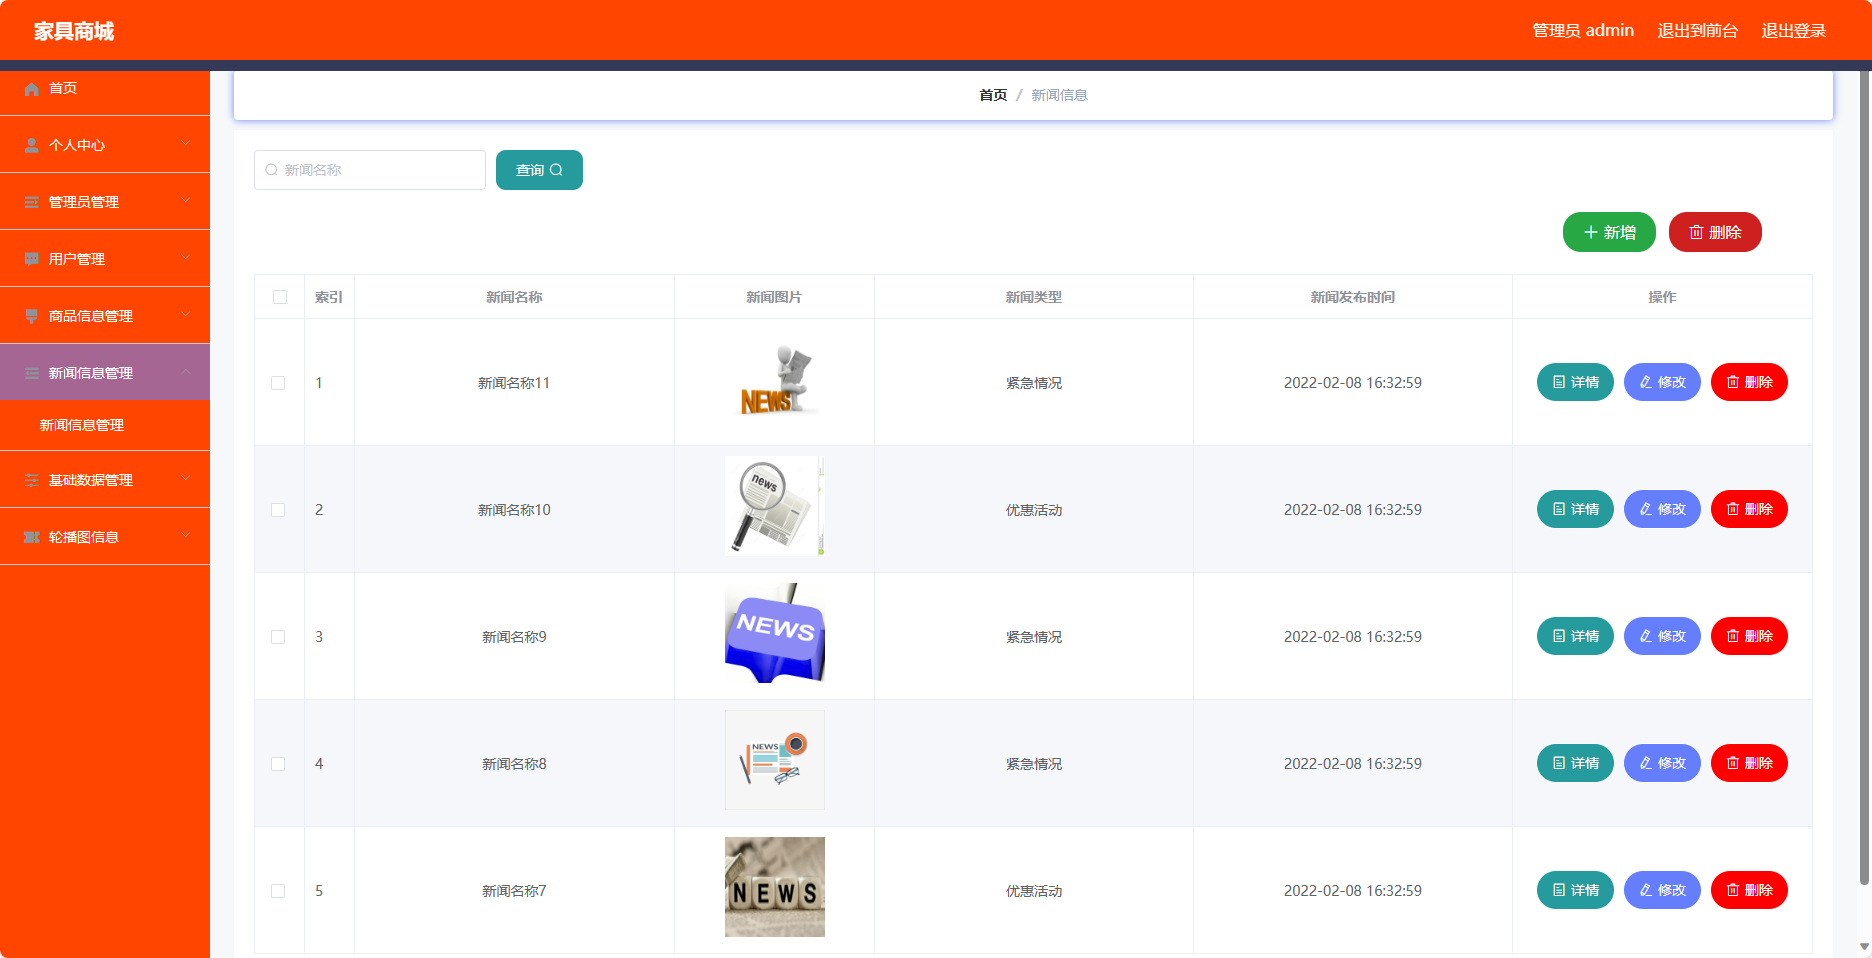 家具商城
管理员 admin 退出到前台 退出登录
首页
个人中心
管理员管理
用户管理
商品信息管理
新闻信息管理
新闻信息管理
基础数据管理
轮播图信息
首页 / 新闻信息
新闻名称 查询
新增 删除
索引 新闻名称 新闻图片 新闻类型 新闻发布时间 操作
1 新闻名称11 NEWS 紧急情况 2022-02-08 16:32:59 详情 修改 删除
2 新闻名称10 news 优惠活动 2022-02-08 16:32:59 详情 修改 删除
3 新闻名称9 NEWS 紧急情况 2022-02-08 16:32:59 详情 修改 删除
4 新闻名称8 NEWS 紧急情况 2022-02-08 16:32:59 详情 修改 删除
5 新闻名称7 NEWS 优惠活动 2022-02-08 16:32:59 详情 修改 删除